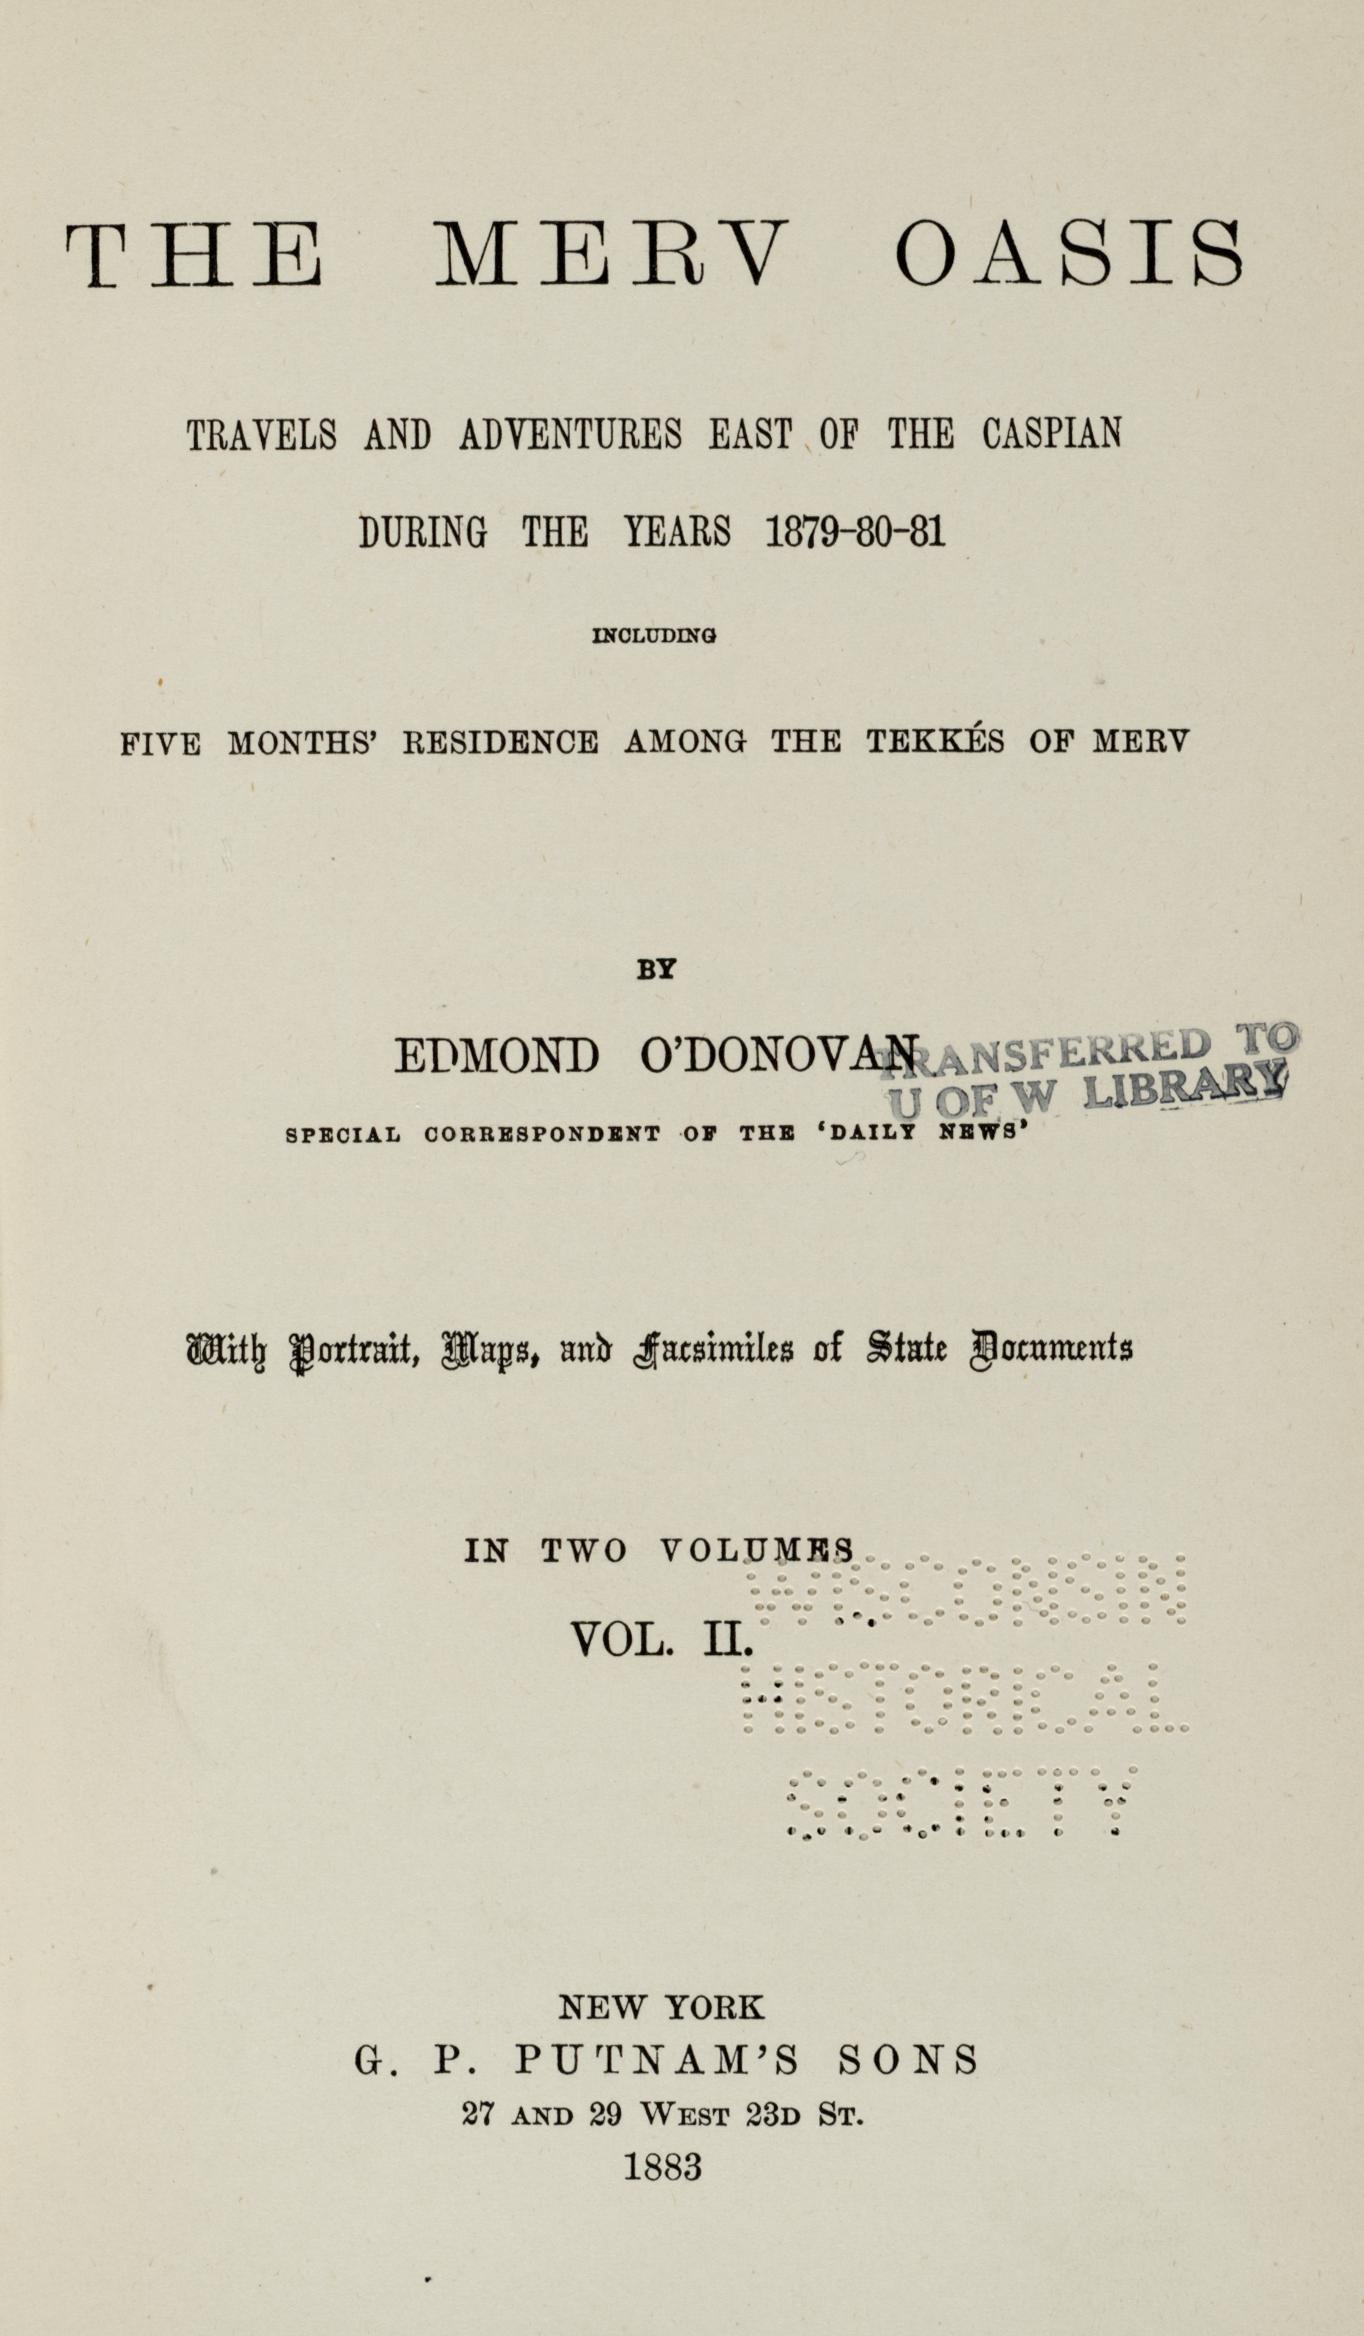 THE MERV OASIS
TRAVELS AND ADVENTURES EAST OF THE CASPIAN
DURING THE YEARS 1879-80-81
INCLUDING
FIVE MONTHS' RESIDENCE AMONG THE TEKKÉS OF MERV
BY
EDMOND O'DONOVAN
TRANSFERRED TO
U OF W LIBRARY
SPECIAL CORRESPONDENT OF THE 'DAILY NEWS'
With Portrait, Maps, and Facsimiles of State Documents
IN TWO VOLUMES
WISCONSIN
VOL. II.
HISTORICAL
SOCIETY
NEW YORK
G. P. PUTNAM'S SONS
27 AND 29 WEST 23D ST.
1883